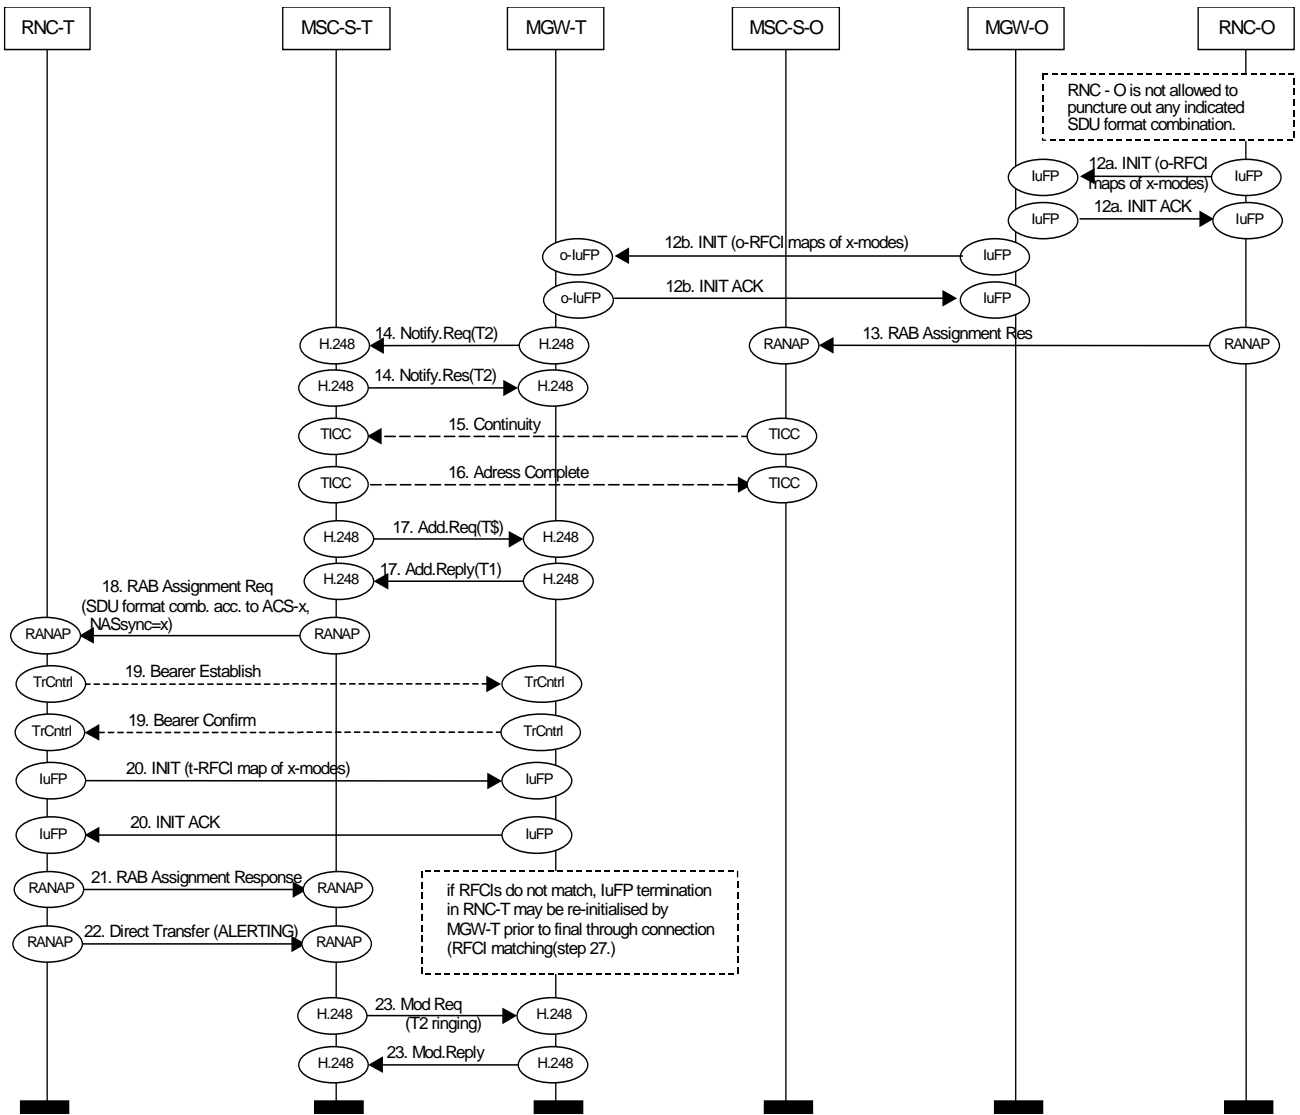 RNC-T
MSC-S-T
MGW-T
MSC-S-O
MGW-O
RNC-O
RNC - O is not allowed to
puncture out any indicated
SDU format combination.
IuFP
12a. INIT (o-RFCI
maps of x-modes)
IuFP
IuFP
12a. INIT ACK
IuFP
o-IuFP
12b. INIT (o-RFCI maps of x-modes)
IuFP
o-IuFP
12b. INIT ACK
IuFP
H.248
14. Notify.Req(T2)
H.248
RANAP
13. RAB Assignment Res
RANAP
H.248
14. Notify.Res(T2)
H.248
TICC
15. Continuity
TICC
TICC
16. Adress Complete
TICC
H.248
17. Add.Req(T$)
H.248
H.248
17. Add.Reply(T1)
H.248
18. RAB Assignment Req
(SDU format comb. acc. to ACS-x,
NASsync=x)
RANAP
RANAP
TrCntrl
19. Bearer Establish
TrCntrl
TrCntrl
19. Bearer Confirm
TrCntrl
IuFP
20. INIT (t-RFCI map of x-modes)
IuFP
IuFP
20. INIT ACK
IuFP
RANAP
21. RAB Assignment Response
RANAP
RANAP
22. Direct Transfer (ALERTING)
RANAP
if RFCIs do not match, IuFP termination
in RNC-T may be re-initialised by
MGW-T prior to final through connection
(RFCI matching(step 27.)
H.248
23. Mod Req
(T2 ringing)
H.248
H.248
23. Mod.Reply
H.248